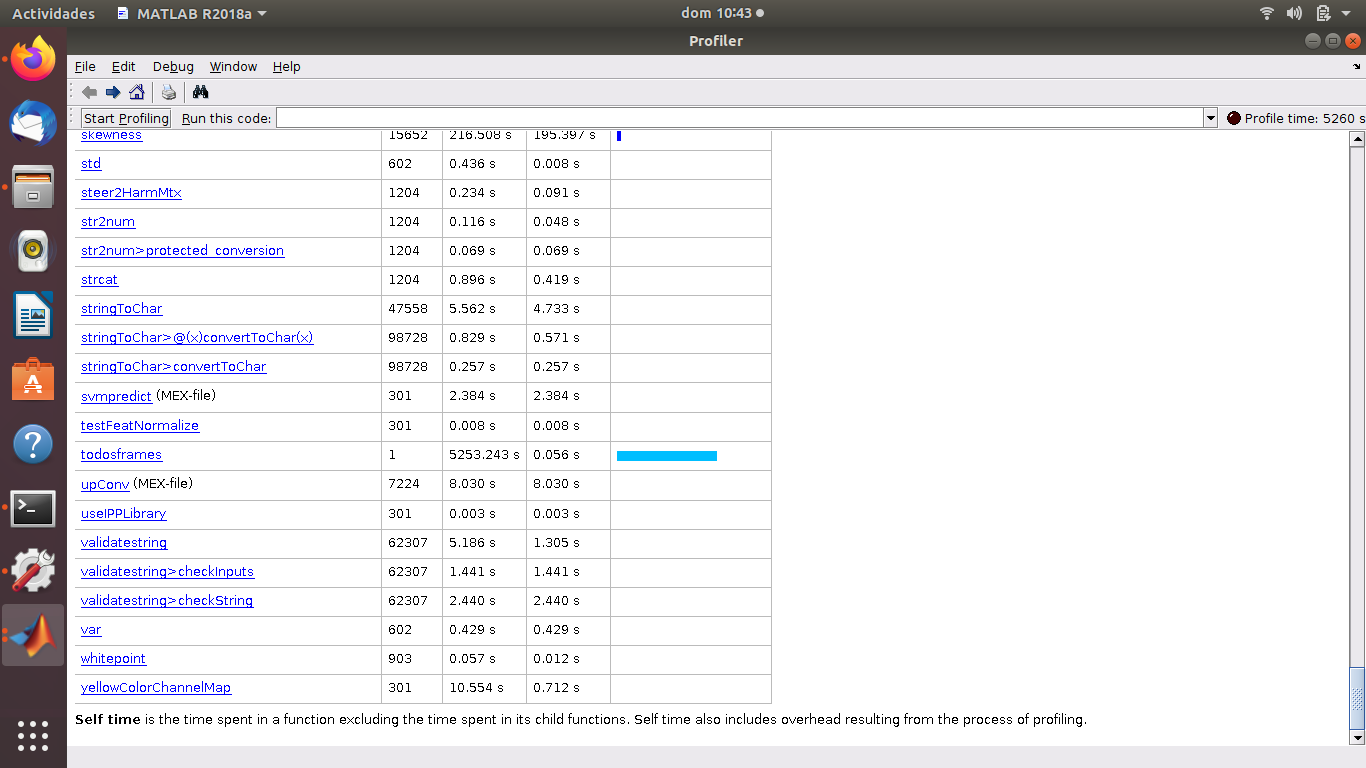 Actividades MATLAB R2018a dom 10:43
Profiler
File Edit Debug Window Help
Start Profiling Run this code: Profile time: 5260 s
skewness 15652 216.508 s 195.397 s
std 602 0.436 s 0.008 s
steer2HarmMtx 1204 0.234 s 0.091 s
str2num 1204 0.116 s 0.048 s
str2num>protected_conversion 1204 0.069 s 0.069 s
strcat 1204 0.896 s 0.419 s
stringToChar 47558 5.562 s 4.733 s
stringToChar>@(x)convertToChar(x) 98728 0.829 s 0.571 s
stringToChar>convertToChar 98728 0.257 s 0.257 s
svmpredict (MEX-file) 301 2.384 s 2.384 s
testFeatNormalize 301 0.008 s 0.008 s
todosframes 1 5253.243 s 0.056 s
upConv (MEX-file) 7224 8.030 s 8.030 s
useIPPLibrary 301 0.003 s 0.003 s
validatestring 62307 5.186 s 1.305 s
validatestring>checkInputs 62307 1.441 s 1.441 s
validatestring>checkString 62307 2.440 s 2.440 s
var 602 0.429 s 0.429 s
whitepoint 903 0.057 s 0.012 s
yellowColorChannelMap 301 10.554 s 0.712 s
Self time is the time spent in a function excluding the time spent in its child functions. Self time also includes overhead resulting from the process of profiling.